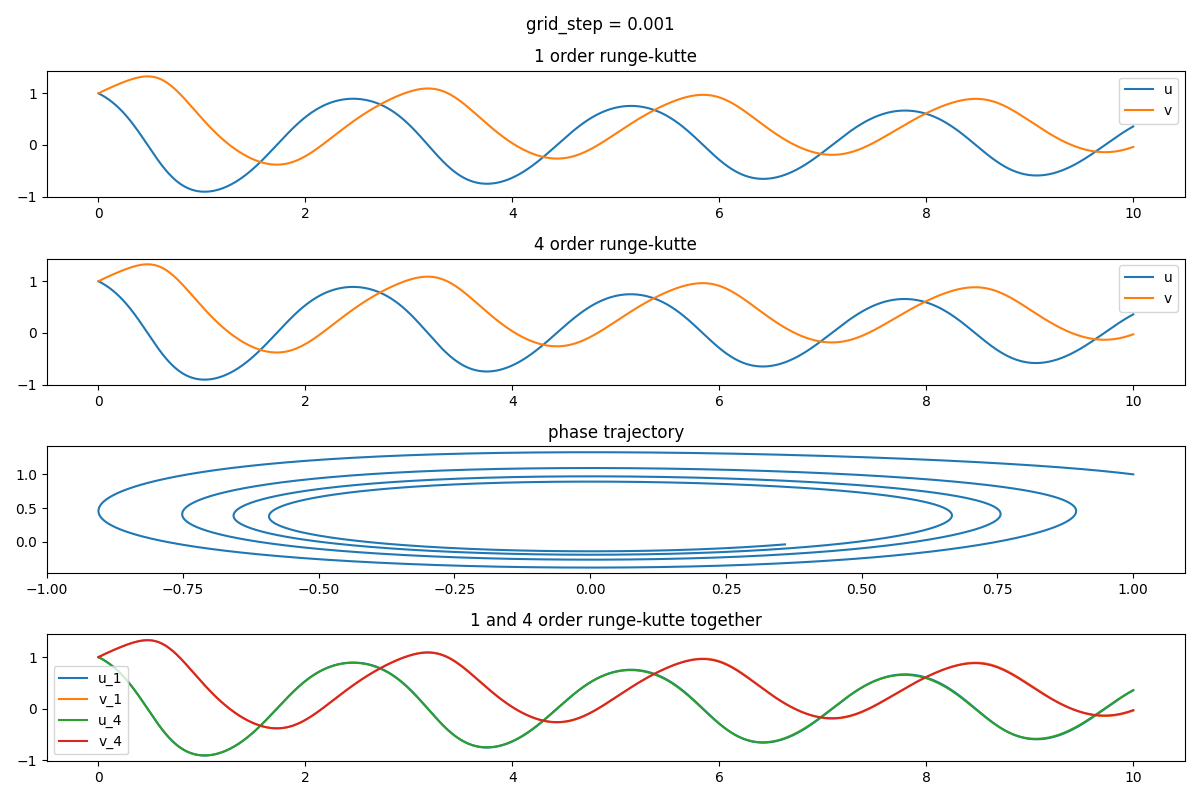 grid_step = 0.001
1 order runge-kutte
1
0
−1
u
v
0 2 4 6 8 10
4 order runge-kutte
1
0
−1
u
v
0 2 4 6 8 10
phase trajectory
1.0
0.5
0.0
−1.00 −0.75 −0.50 −0.25 0.00 0.25 0.50 0.75 1.00
1 and 4 order runge-kutte together
1
0
−1
u_1
v_1
u_4
v_4
0 2 4 6 8 10